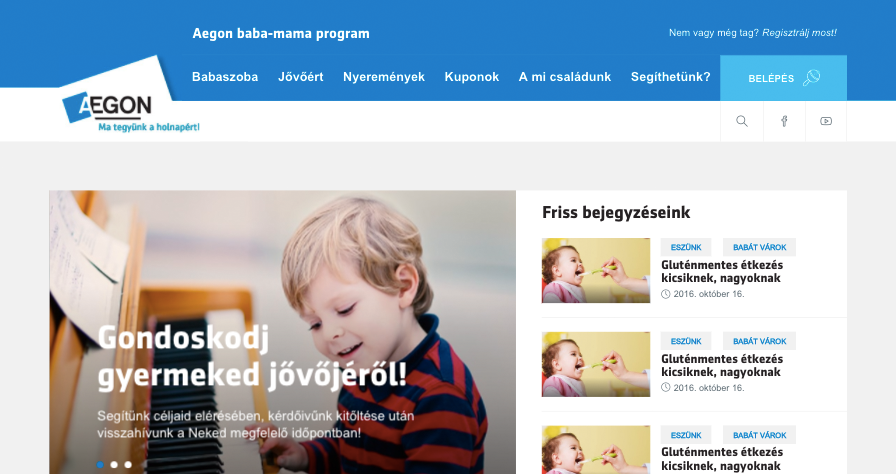 Aegon baba-mama program
Nem vagy még tag? Regisztrálj most!
Babaszoba Jövőért Nyeremények Kuponok A mi családunk Segíthetünk?
BELÉPÉS
AEGON
Ma tegyünk a holnapért!
Gondoskodj
gyermeked jövőjéről!
Segítünk céljaid elérésében, kérdőivünk kitöltése után
visszahívunk a Neked megfelelő időpontban!
Friss bejegyzéseink
ESZÜNK BABÁT VÁROK
Gluténmentes étkezés
kicsiknek, nagyoknak
2016. október 16.
ESZÜNK BABÁT VÁROK
Gluténmentes étkezés
kicsiknek, nagyoknak
2016. október 16.
ESZÜNK BABÁT VÁROK
Gluténmentes étkezés
kicsiknek, nagyoknak